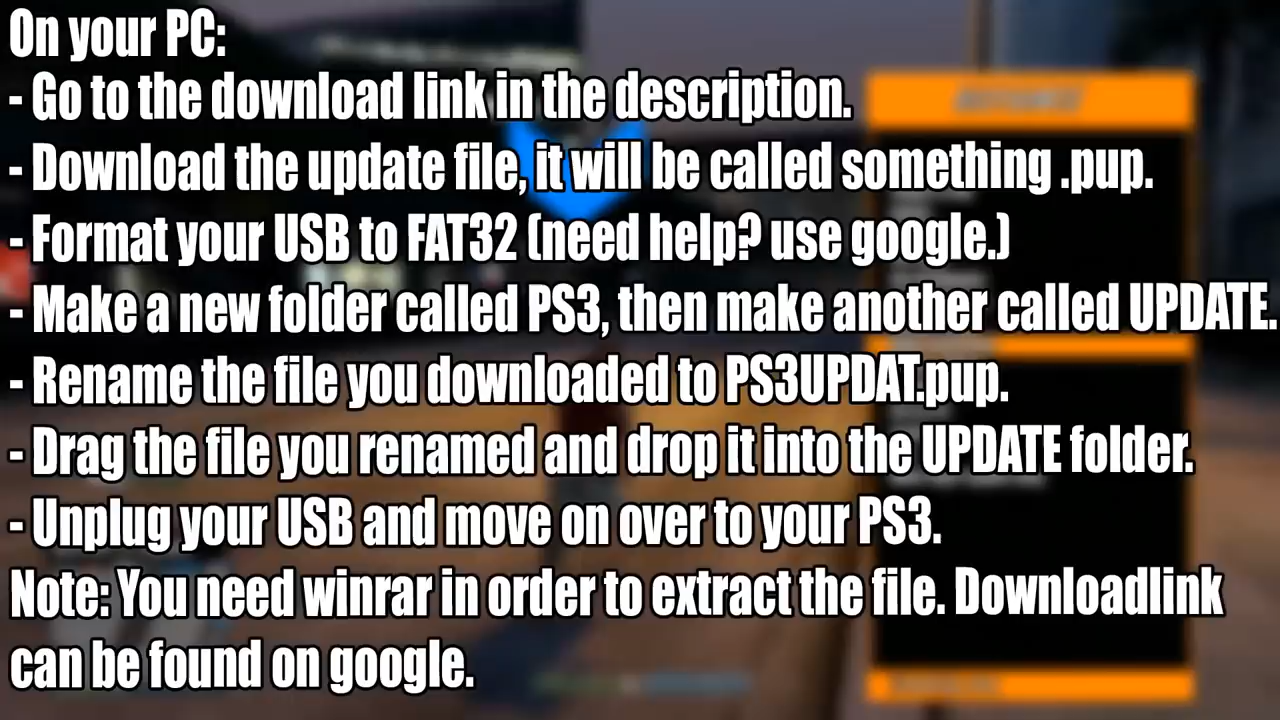 On your PC:
- Go to the download link in the description.
- Download the update file, it will be called something .pup.
- Format your USB to FAT32 (need help? use google.)
- Make a new folder called PS3, then make another called UPDATE.
- Rename the file you downloaded to PS3UPDAT.pup.
- Drag the file you renamed and drop it into the UPDATE folder.
- Unplug your USB and move on over to your PS3.
Note: You need winrar in order to extract the file. Downloadlink
can be found on google.